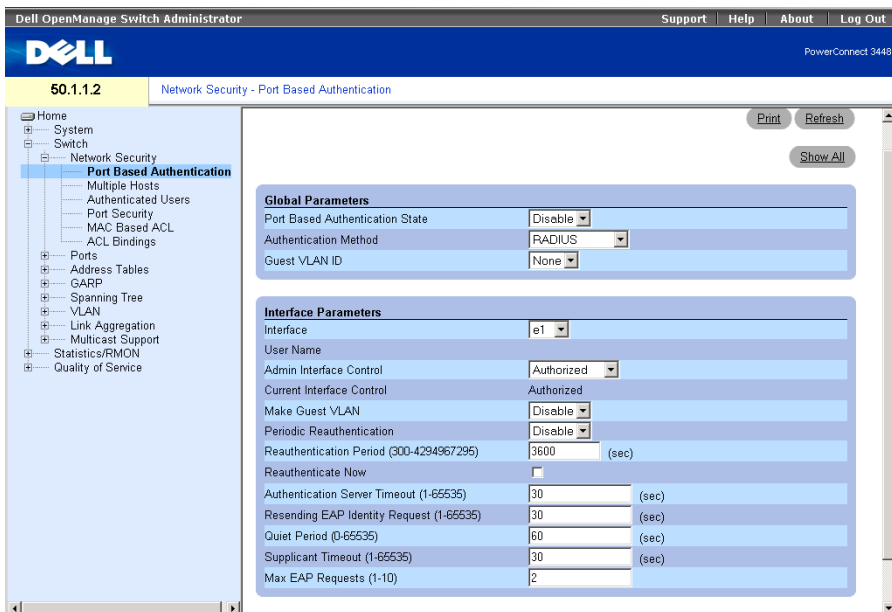 Dell OpenManage Switch Administrator
Support | Help | About | Log Out
DELL
PowerConnect 3448
50.1.1.2
Network Security - Port Based Authentication
Home
System
Switch
Network Security
Port Based Authentication
Multiple Hosts
Authenticated Users
Port Security
MAC Based ACL
ACL Bindings
Ports
Address Tables
GARP
Spanning Tree
VLAN
Link Aggregation
Multicast Support
Statistics/RMON
Quality of Service
Print Refresh
Show All
Global Parameters
Port Based Authentication State Disable
Authentication Method RADIUS
Guest VLAN ID None
Interface Parameters
Interface e1
User Name
Admin Interface Control Authorized
Current Interface Control Authorized
Make Guest VLAN Disable
Periodic Reauthentication Disable
Reauthentication Period (300-4294967295) 3600 (sec)
Reauthenticate Now
Authentication Server Timeout (1-65535) 30 (sec)
Resending EAP Identity Request (1-65535) 30 (sec)
Quiet Period (0-65535) 60 (sec)
Supplicant Timeout (1-65535) 30 (sec)
Max EAP Requests (1-10) 2